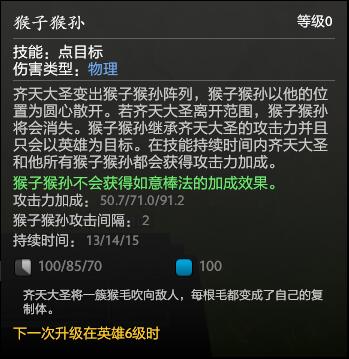 猴子猴孙 等级0
技能：点目标
伤害类型：物理
齐天大圣变出猴子猴孙阵列，猴子猴孙以他的位
置为圆心散开。若齐天大圣离开范围，猴子猴孙
将会消失。猴子猴孙继承齐天大圣的攻击力并且
只会以英雄为目标。在技能持续时间内齐天大圣
和他所有猴子猴孙都会获得攻击力加成。
猴子猴孙不会获得如意棒法的加成效果。
攻击力加成：50.7/71.0/91.2
猴子猴孙攻击间隔：2
持续时间：13/14/15
100/85/70 100
齐天大圣将一簇猴毛吹向敌人，每根毛都变成了自己的复
制体。
下一次升级在英雄6级时